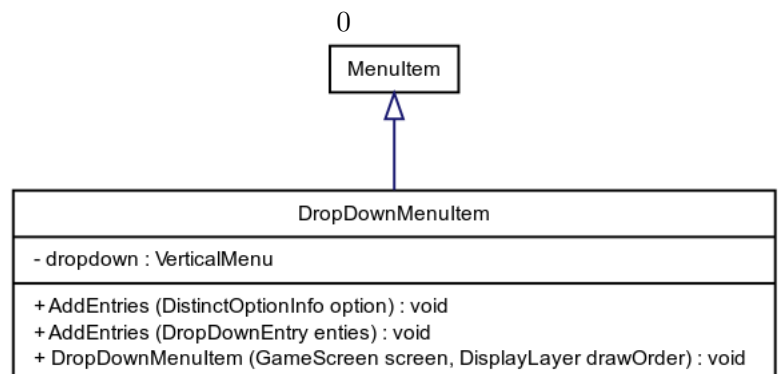 0
MenuItem
DropDownMenuItem
- dropdown : VerticalMenu
+ AddEntries (DistinctOptionInfo option) : void
+ AddEntries (DropDownEntry enties) : void
+ DropDownMenuItem (GameScreen screen, DisplayLayer drawOrder) : void